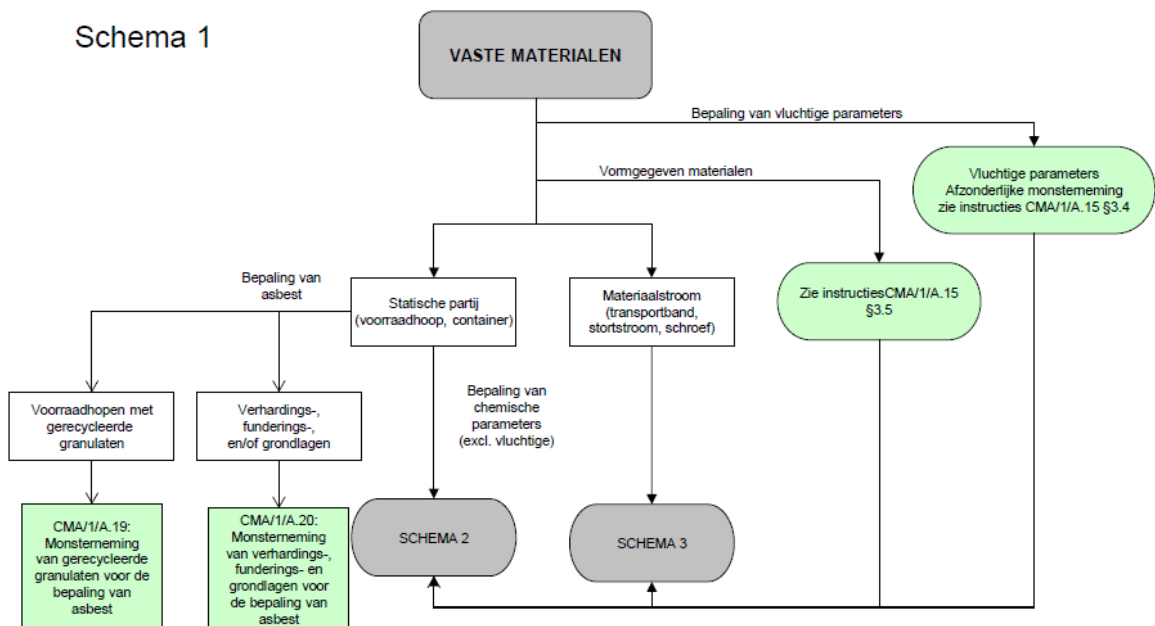 Schema 1
VASTE MATERIALEN
Bepaling van vluchtige parameters
Vluchtige parameters
Afzonderlijke monsterneming
zie instructies CMA/1/A.15 §3.4
Vormgegeven materialen
Bepaling van
asbest
Statische partij
(voorraadhoop, container)
Materiaalstroom
(transportband,
stortstroom, schroef)
Zie instructiesCMA/1/A.15
§3.5
Voorraadhopen met
gerecycleerde
granulaten
Verhardings-,
funderings-,
en/of grondlagen
Bepaling van
chemische
parameters
(excl. vluchtige)
CMA/1/A.19:
Monsterneming
van gerecycleerde
granulaten voor de
bepaling van
asbest
CMA/1/A.20:
Monsterneming
van verhardings-,
funderings- en
grondlagen voor
de bepaling van
asbest
SCHEMA 2
SCHEMA 3